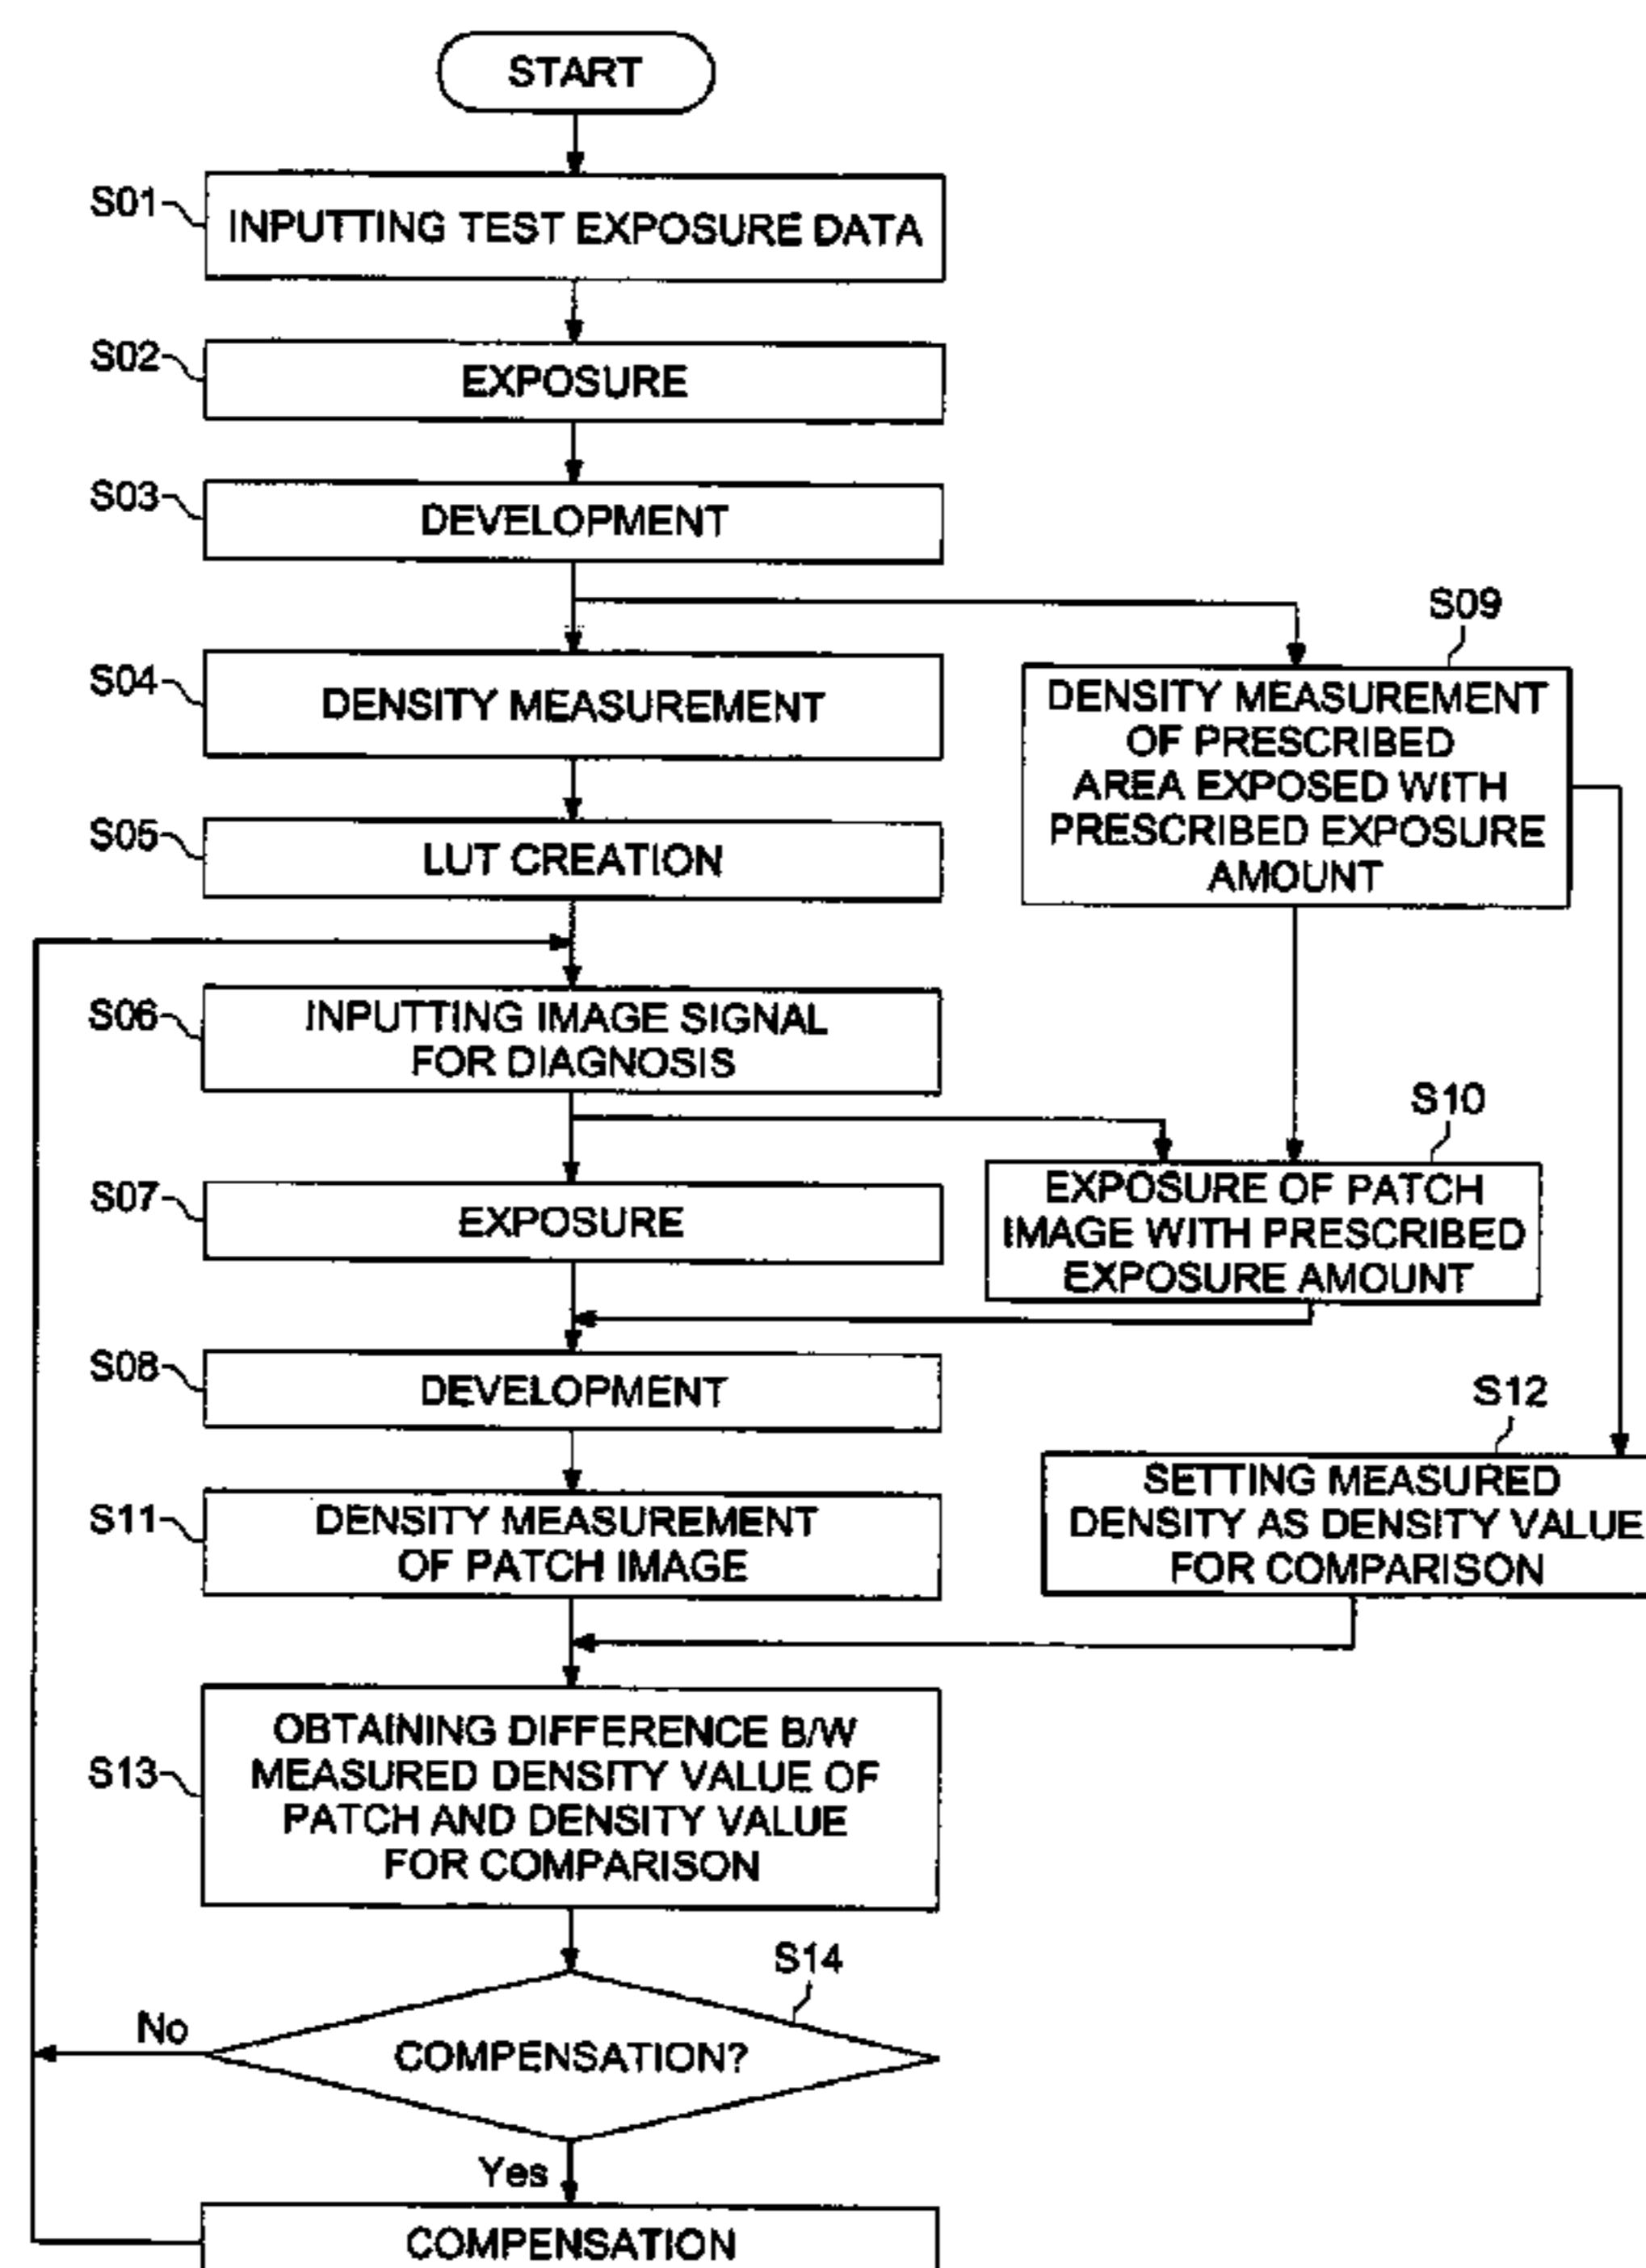 START
S01
INPUTTING TEST EXPOSURE DATA
S02
EXPOSURE
S03
DEVELOPMENT
S04
DENSITY MEASUREMENT
S09
DENSITY MEASUREMENT
OF PRESCRIBED
AREA EXPOSED WITH
PRESCRIBED EXPOSURE
AMOUNT
S05
LUT CREATION
S06
INPUTTING IMAGE SIGNAL
FOR DIAGNOSIS
S07
EXPOSURE
S10
EXPOSURE OF PATCH
IMAGE WITH PRESCRIBED
EXPOSURE AMOUNT
S08
DEVELOPMENT
S11
DENSITY MEASUREMENT
OF PATCH IMAGE
S12
SETTING MEASURED
DENSITY AS DENSITY VALUE
FOR COMPARISON
S13
OBTAINING DIFFERENCE B/W
MEASURED DENSITY VALUE OF
PATCH AND DENSITY VALUE
FOR COMPARISON
S14
COMPENSATION?
No
Yes
COMPENSATION